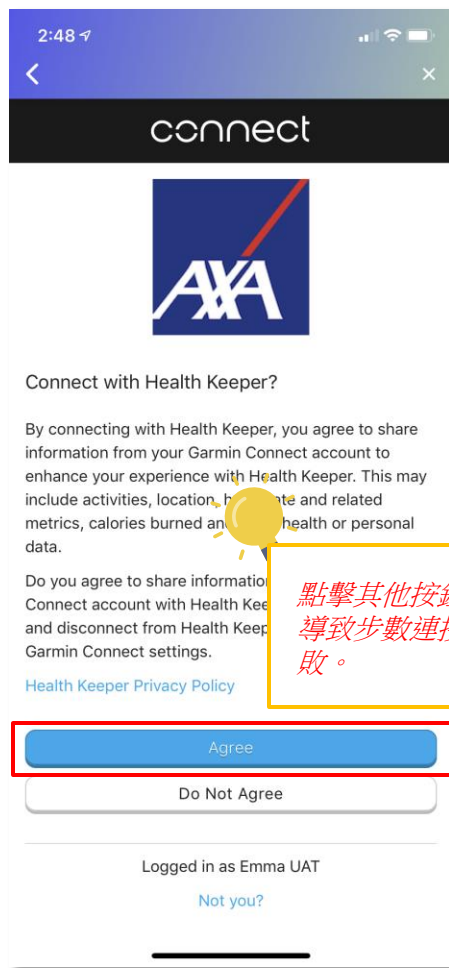 2:48
connect
AXA
Connect with Health Keeper?
By connecting with Health Keeper, you agree to share
information from your Garmin Connect account to
enhance your experience with Health Keeper. This may
include activities, location, and related
metrics, calories burned health or personal
data.
Do you agree to share information
Connect account with Health
and disconnect from Health
Garmin Connect settings.
點擊其他按
導致步數連
敗。
Health Keeper Privacy Policy
Agree
Do Not Agree
Logged in as Emma UAT
Not you?